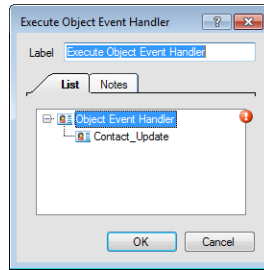 Execute Object Event Handler
Label Execute Object Event Handler
List Notes
Object Event Handler
Contact_Update
OK Cancel